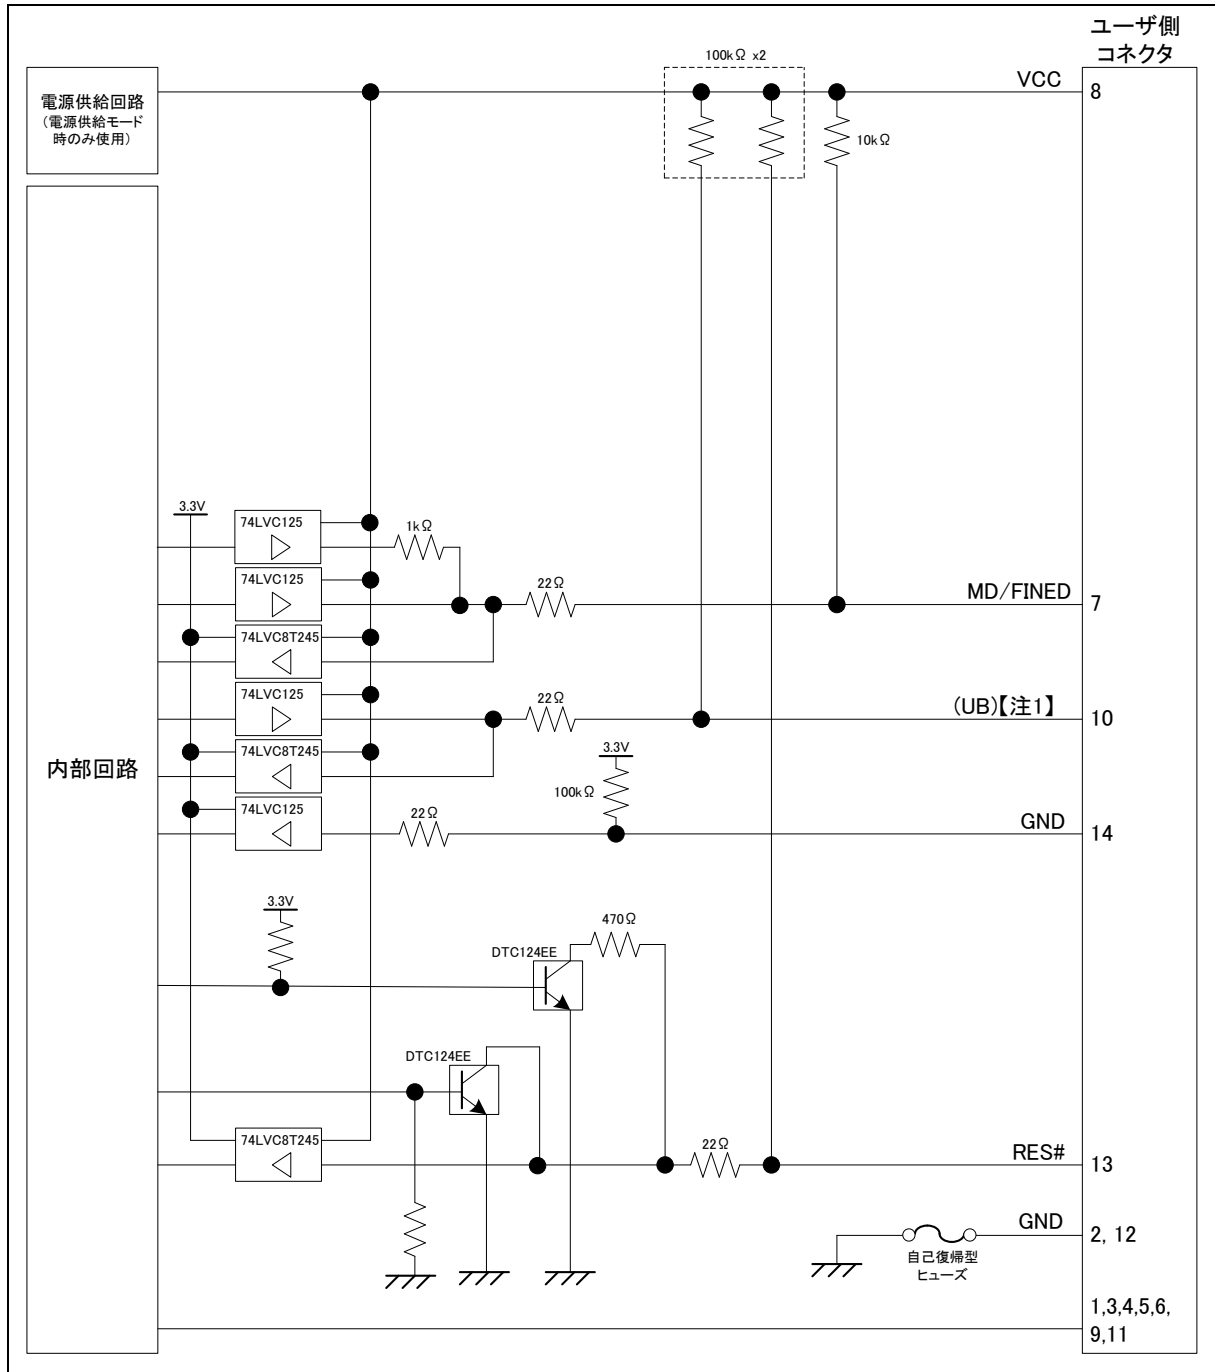 ユーザ側
コネクタ
100kΩ x2
VCC
8
電源供給回路
(電源供給モード
時のみ使用)
10kΩ
3.3V
74LVC125
1kΩ
74LVC125
22Ω
MD/FINED
7
74LVC8T245
74LVC125
22Ω
(UB)【注1】
10
74LVC8T245
3.3V
内部回路
100kΩ
74LVC125
22Ω
GND
14
3.3V
470Ω
DTC124EE
DTC124EE
74LVC8T245
22Ω
RES#
13
GND
2, 12
自己復帰型
ヒューズ
1,3,4,5,6,
9,11